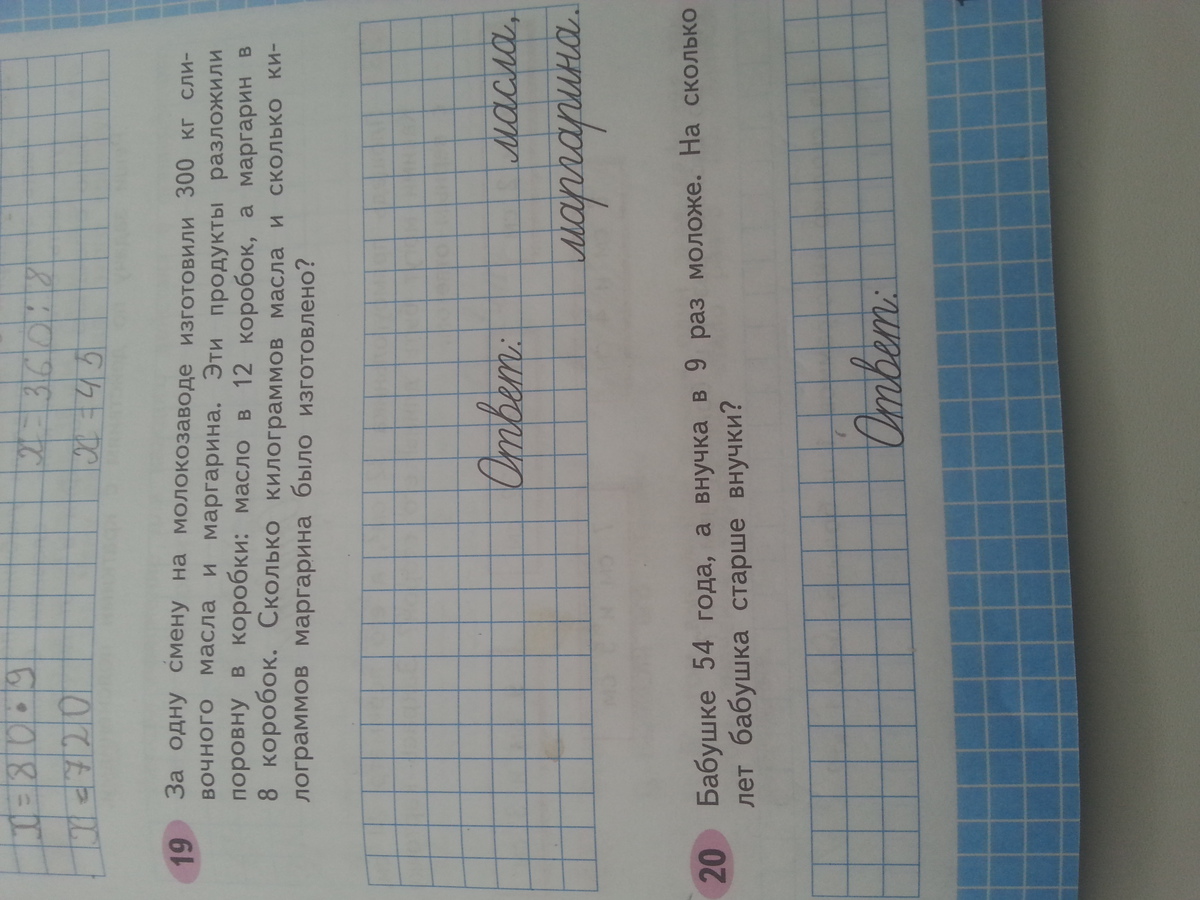 x = 80 · 9
x = 720
x = 360 : 8
x = 45
19 За одну смену на молокозаводе изготовили 300 кг сли-
вочного масла и маргарина. Эти продукты разложили
поровну в коробки: масло в 12 коробок, а маргарин в
8 коробок. Сколько килограммов масла и сколько ки-
лограммов маргарина было изготовлено?
Ответ: масла,
маргарина.
20 Бабушке 54 года, а внучка в 9 раз моложе. На сколько
лет бабушка старше внучки?
Ответ: